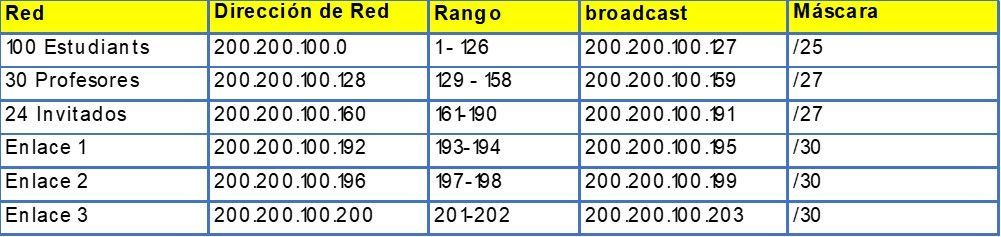 Red Dirección de Red Rango broadcast Máscara
100 Estudiants 200.200.100.0 1- 126 200.200.100.127 /25
30 Profesores 200.200.100.128 129 - 158 200.200.100.159 /27
24 Invitados 200.200.100.160 161-190 200.200.100.191 /27
Enlace 1 200.200.100.192 193-194 200.200.100.195 /30
Enlace 2 200.200.100.196 197-198 200.200.100.199 /30
Enlace 3 200.200.100.200 201-202 200.200.100.203 /30